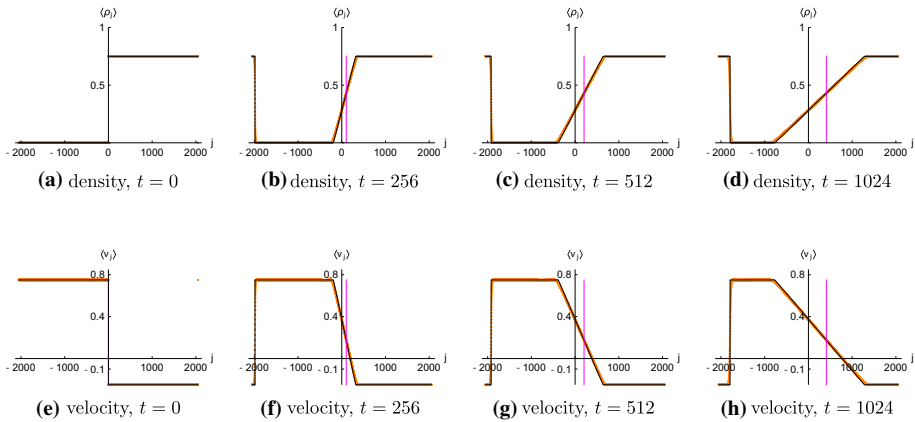 ⟨ρⱼ⟩ ⟨ρⱼ⟩ ⟨ρⱼ⟩ ⟨ρⱼ⟩
1 1 1 1
0.5 0.5 0.5 0.5
j j j j
-2000 -1000 0 1000 2000 -2000 -1000 0 1000 2000 -2000 -1000 0 1000 2000 -2000 -1000 0 1000 2000
(a) density, t = 0 (b) density, t = 256 (c) density, t = 512 (d) density, t = 1024
⟨vⱼ⟩ ⟨vⱼ⟩ ⟨vⱼ⟩ ⟨vⱼ⟩
0.8 0.8 0.8 0.8
0.4 0.4 0.4 0.4
j j j j
-2000 -1000 -0.1 1000 2000 -2000 -1000 -0.1 1000 2000 -2000 -1000 -0.1 1000 2000 -2000 -1000 -0.1 1000 2000
(e) velocity, t = 0 (f) velocity, t = 256 (g) velocity, t = 512 (h) velocity, t = 1024